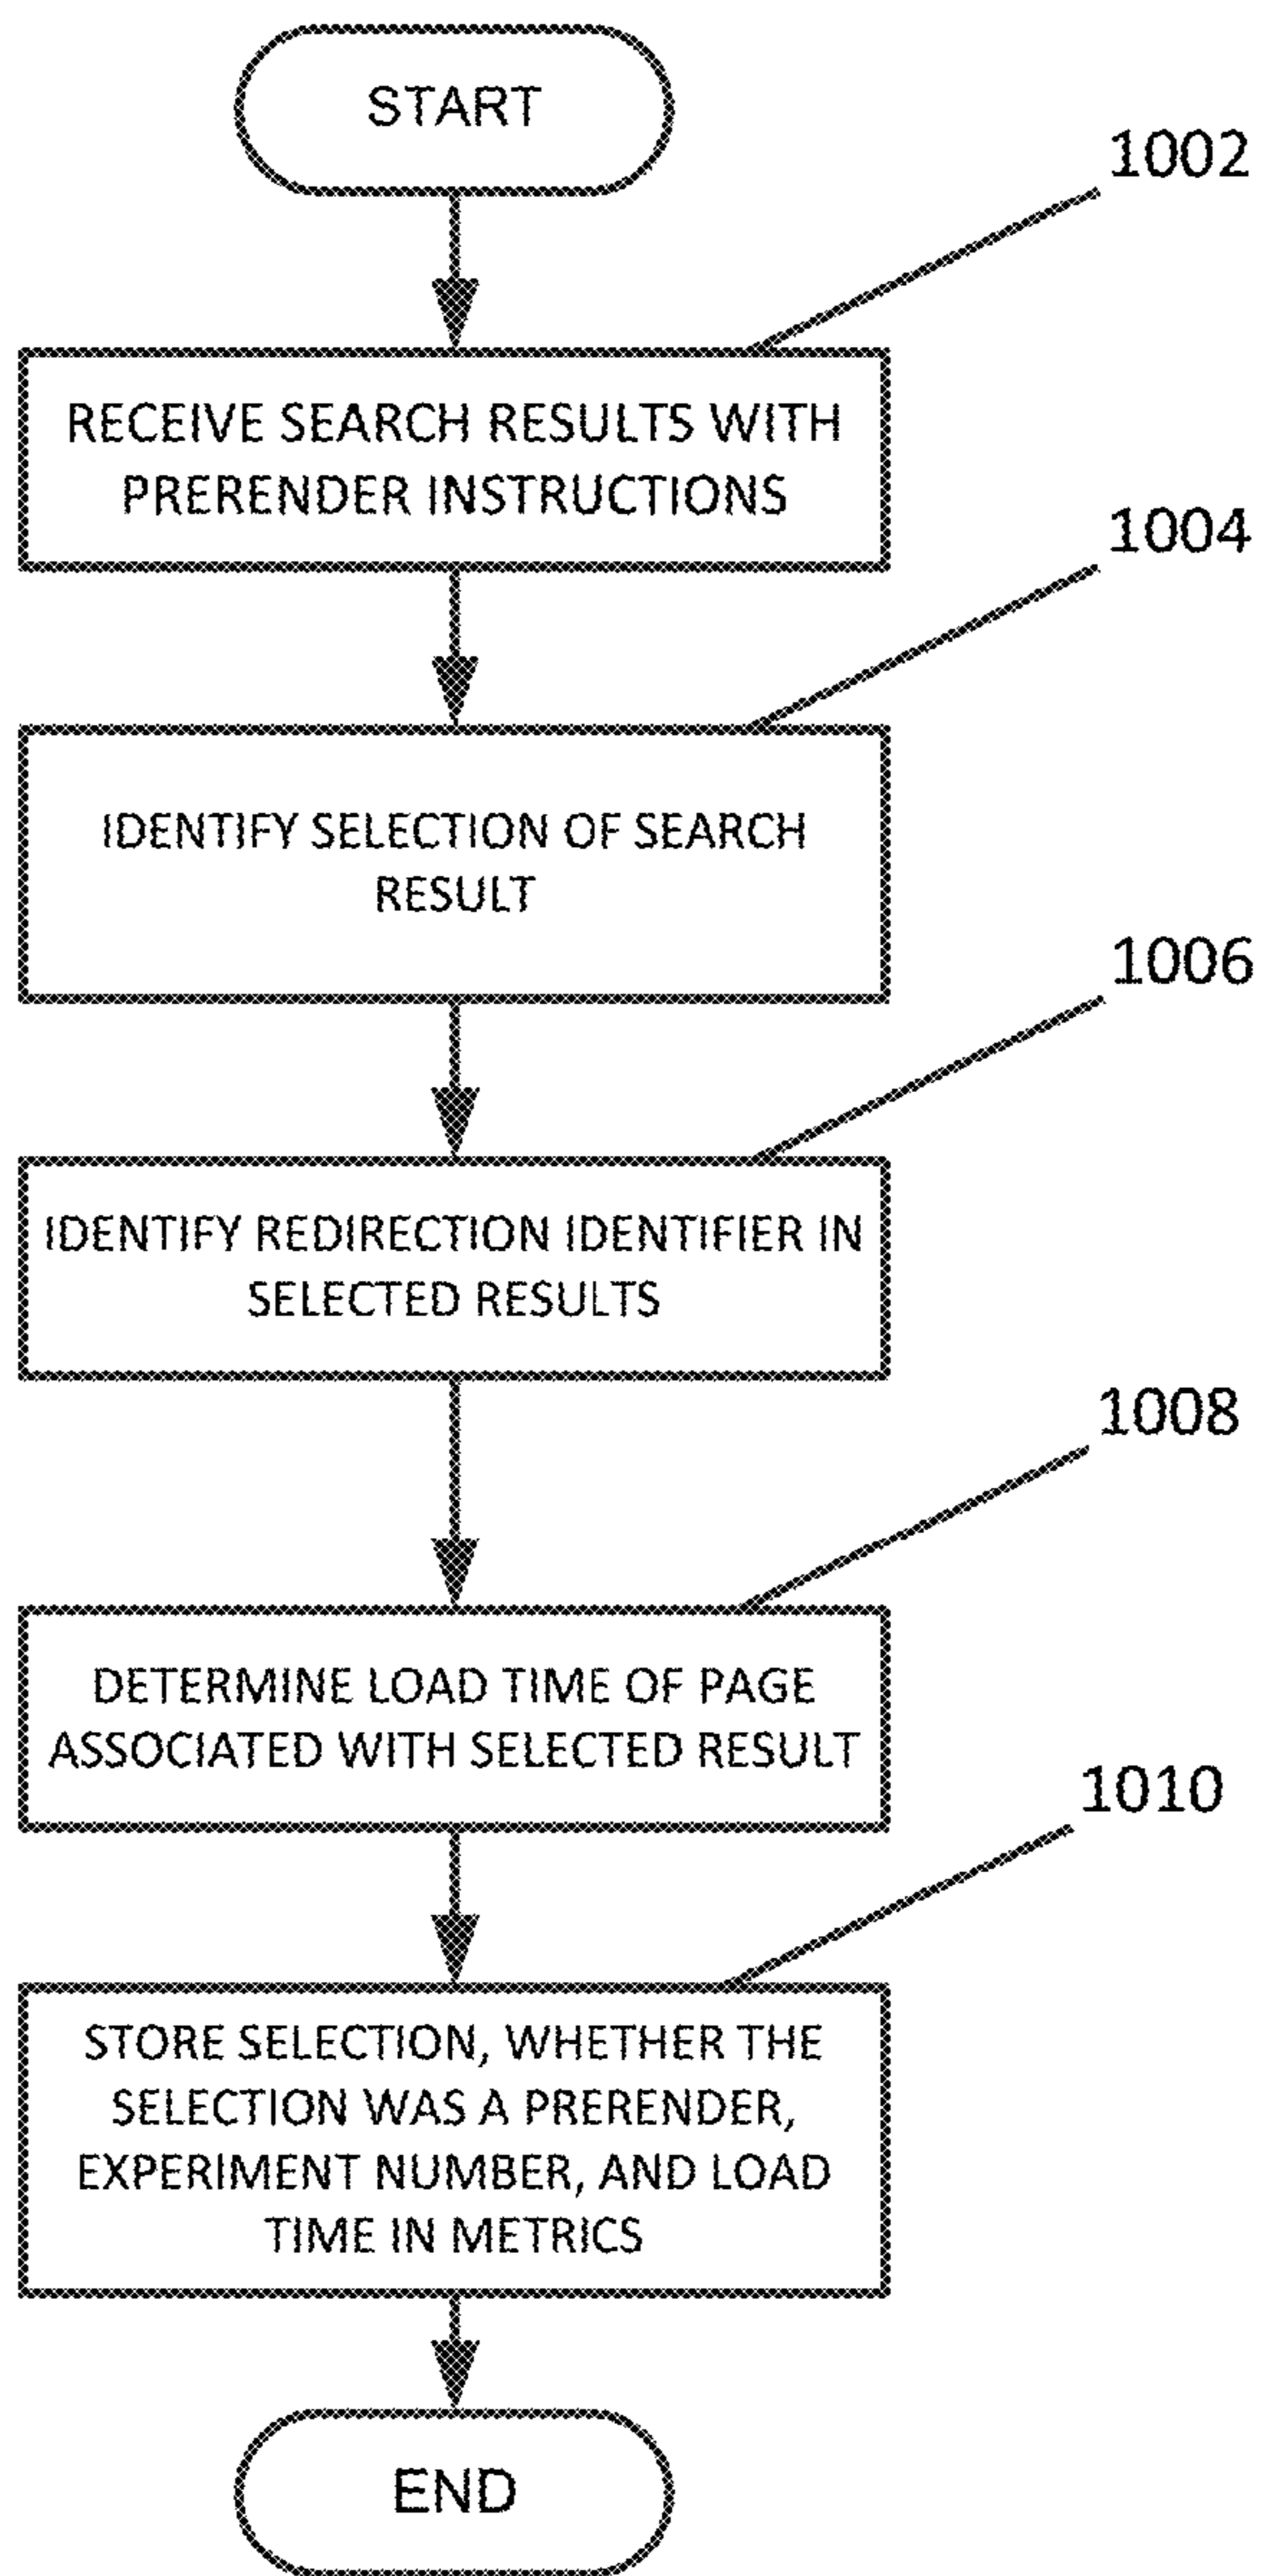 START
1002
RECEIVE SEARCH RESULTS WITH
PRERENDER INSTRUCTIONS
1004
IDENTIFY SELECTION OF SEARCH
RESULT
1006
IDENTIFY REDIRECTION IDENTIFIER IN
SELECTED RESULTS
1008
DETERMINE LOAD TIME OF PAGE
ASSOCIATED WITH SELECTED RESULT
1010
STORE SELECTION, WHETHER THE
SELECTION WAS A PRERENDER,
EXPERIMENT NUMBER, AND LOAD
TIME IN METRICS
END